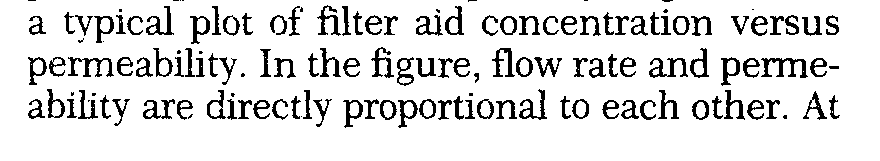 a typical plot of filter aid concentration versus
permeability. In the figure, flow rate and perme-
ability are directly proportional to each other. At